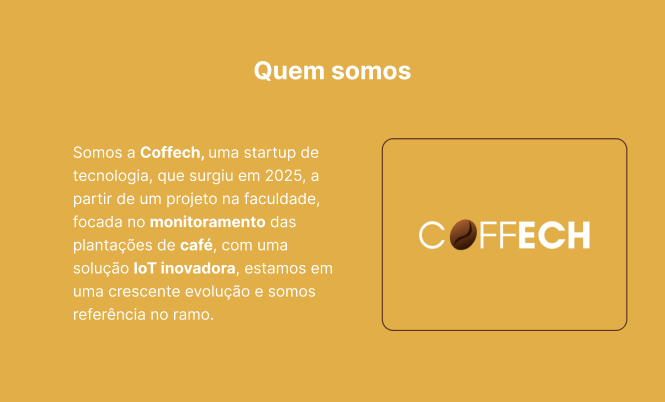 Quem somos
Somos a Coffech, uma startup de
tecnologia, que surgiu em 2025, a
partir de um projeto na faculdade,
focada no monitoramento das
plantações de café, com uma
solução IoT inovadora, estamos em
uma crescente evolução e somos
referência no ramo.
COFFECH